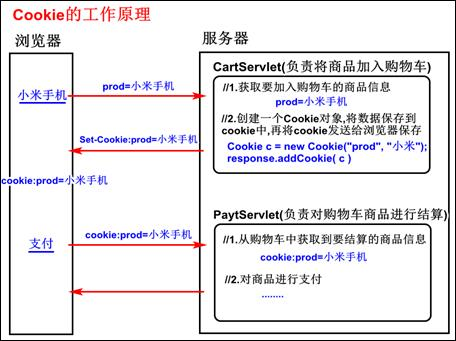 Cookie的工作原理
浏览器
服务器
CartServlet(负责将商品加入购物车)
小米手机
prod=小米手机
//1.获取要加入购物车的商品信息
prod=小米手机
//2.创建一个Cookie对象,将数据保存到
cookie中,再将cookie发送给浏览器保存
Set-Cookie:prod=小米手机
Cookie c = new Cookie("prod", "小米");
response.addCookie( c )
cookie:prod=小米手机
PaytServlet(负责对购物车商品进行结算)
支付
cookie:prod=小米手机
//1.从购物车中获取到要结算的商品信息
cookie:prod=小米手机
//2.对商品进行支付
........